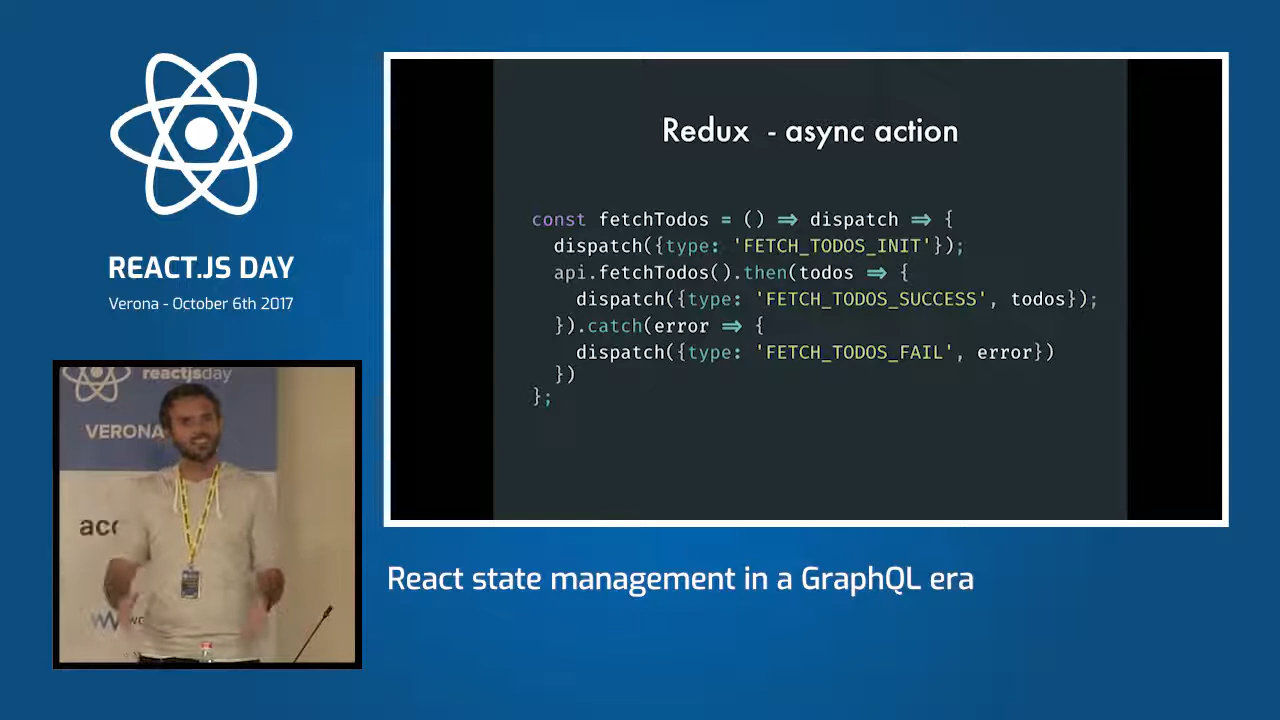 REACT.JS DAY
Verona - October 6th 2017
reactjsday
VERONA
acc
Redux - async action
const fetchTodos = () => dispatch => {
dispatch({type: 'FETCH_TODOS_INIT'});
api.fetchTodos().then(todos => {
dispatch({type: 'FETCH_TODOS_SUCCESS', todos});
}).catch(error => {
dispatch({type: 'FETCH_TODOS_FAIL', error})
})
};
React state management in a GraphQL era